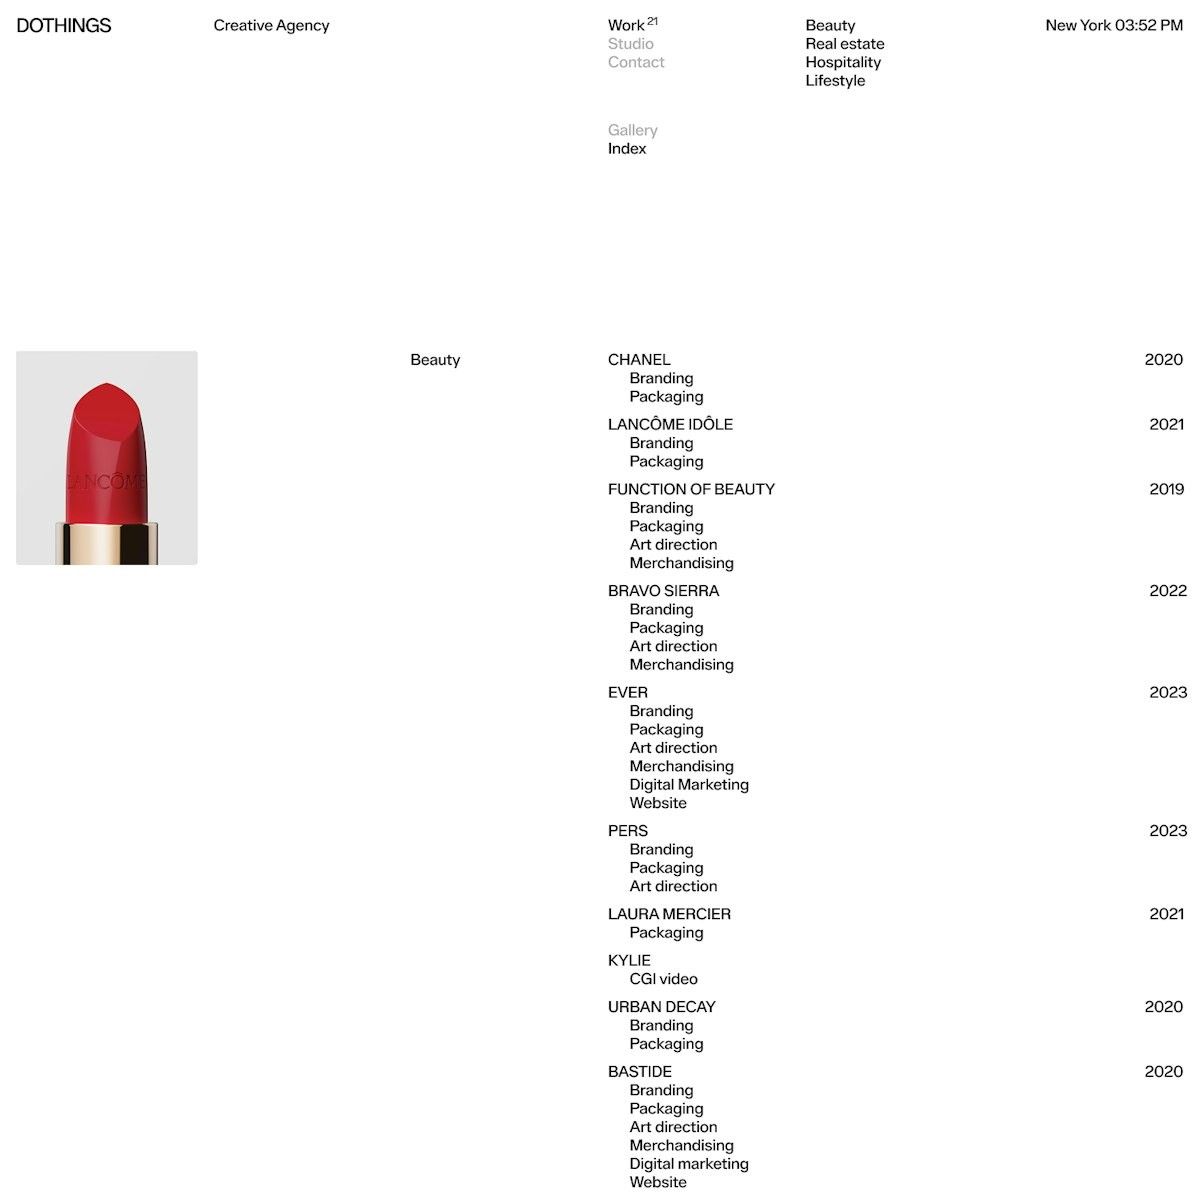 DOTHINGS
Creative Agency
Work 21
Studio
Contact
Gallery
Index
Beauty
Real estate
Hospitality
Lifestyle
New York 03:52 PM
LANCÔME
Beauty
CHANEL 2020
Branding
Packaging
LANCÔME IDÔLE 2021
Branding
Packaging
FUNCTION OF BEAUTY 2019
Branding
Packaging
Art direction
Merchandising
BRAVO SIERRA 2022
Branding
Packaging
Art direction
Merchandising
EVER 2023
Branding
Packaging
Art direction
Merchandising
Digital Marketing
Website
PERS 2023
Branding
Packaging
Art direction
LAURA MERCIER 2021
Packaging
KYLIE
CGI video
URBAN DECAY 2020
Branding
Packaging
BASTIDE 2020
Branding
Packaging
Art direction
Merchandising
Digital marketing
Website